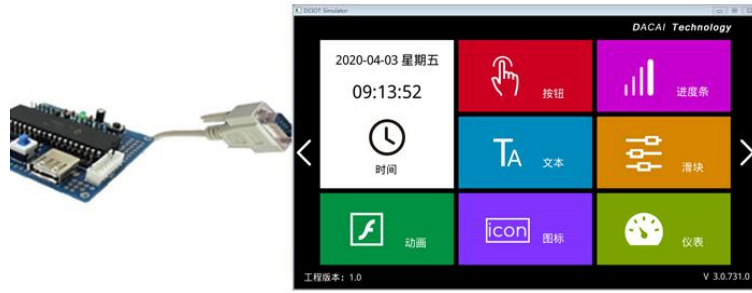 DCIOT Simulator
DACAI Technology
2020-04-03 星期五
09:13:52
时间
按钮
进度条
TA 文本
滑块
动画
icon 图标
仪表
工程版本：1.0
V 3.0.731.0